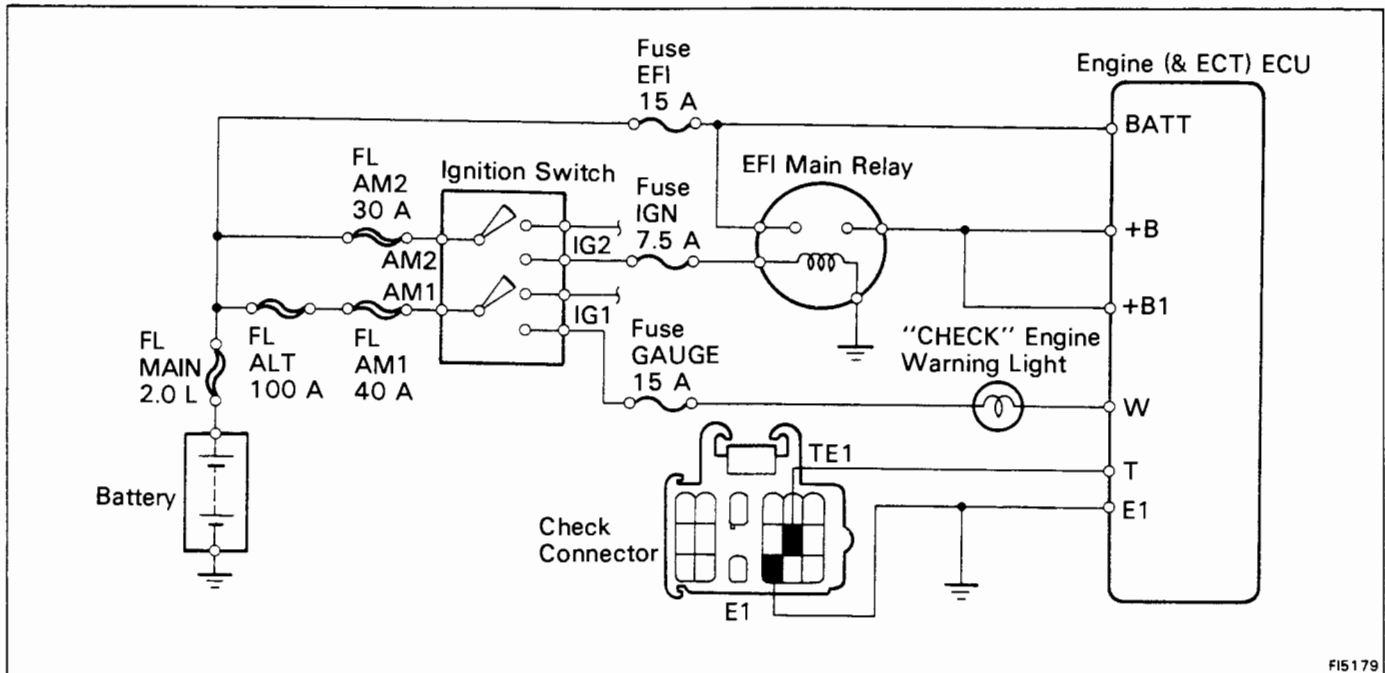 Fuse
EFI
15 A
Engine (& ECT) ECU
BATT
FL
AM2
30 A
Ignition Switch
Fuse
IGN
7.5 A
EFI Main Relay
+B
IG2
AM2
AM1
+B1
IG1
FL
MAIN
2.0 L
FL
ALT
100 A
FL
AM1
40 A
Fuse
GAUGE
15 A
"CHECK" Engine
Warning Light
W
TE1
T
Battery
Check
Connector
E1
E1
FI5179